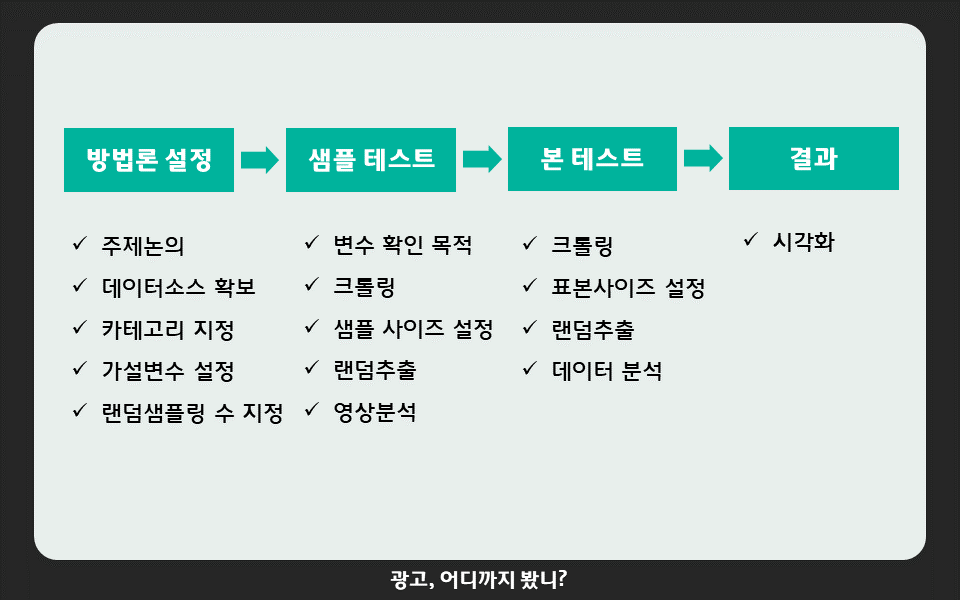 방법론 설정
샘플 테스트
본 테스트
결과
✓ 주제논의
✓ 데이터소스 확보
✓ 카테고리 지정
✓ 가설변수 설정
✓ 랜덤샘플링 수 지정
✓ 변수 확인 목적
✓ 크롤링
✓ 샘플 사이즈 설정
✓ 랜덤추출
✓ 영상분석
✓ 크롤링
✓ 표본사이즈 설정
✓ 랜덤추출
✓ 데이터 분석
✓ 시각화
광고, 어디까지 봤니?